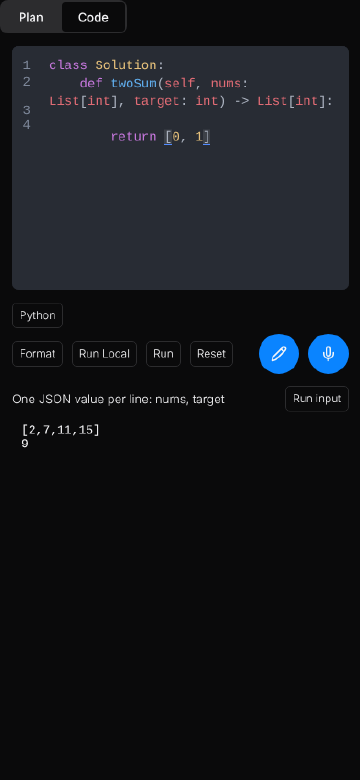 Plan Code
1 class Solution:
2 def twoSum(self, nums:
List[int], target: int) -> List[int]:
3
4 return [0, 1]
Python
Format Run Local Run Reset
One JSON value per line: nums, target Run input
[2,7,11,15]
9